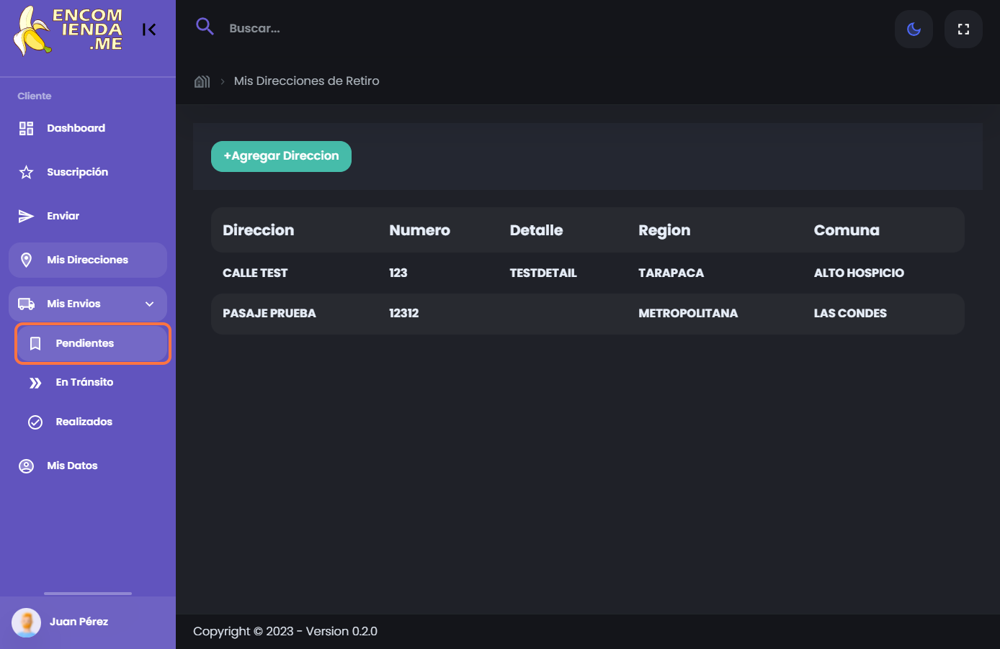 ENCOM
IENDA
.ME
Cliente
Dashboard
Suscripción
Enviar
Mis Direcciones
Mis Envios
Pendientes
En Tránsito
Realizados
Mis Datos
Juan Pérez
Buscar...
Mis Direcciones de Retiro
+Agregar Direccion
Direccion Numero Detalle Region Comuna
CALLE TEST 123 TESTDETAIL TARAPACA ALTO HOSPICIO
PASAJE PRUEBA 12312 METROPOLITANA LAS CONDES
Copyright © 2023 - Version 0.2.0